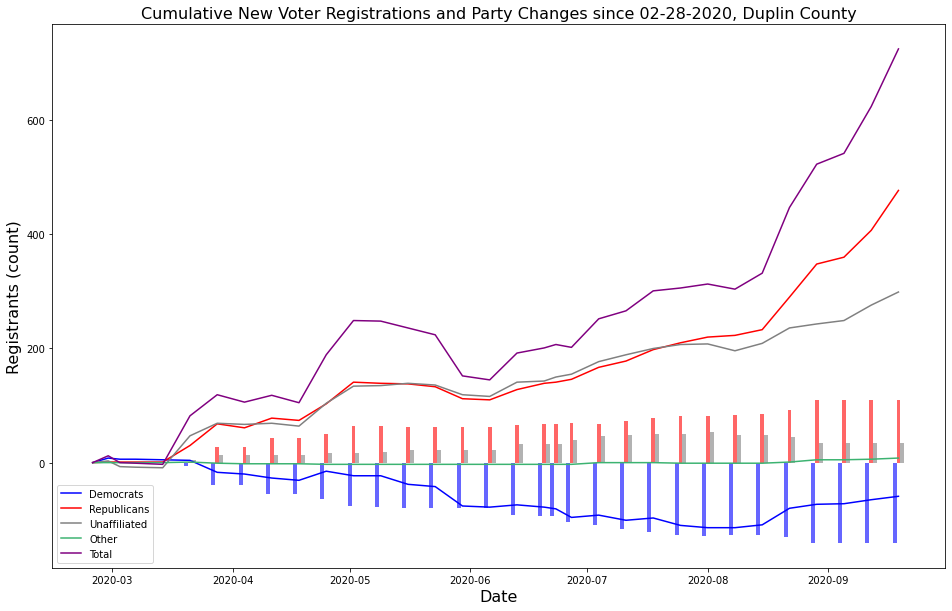 Cumulative New Voter Registrations and Party Changes since 02-28-2020, Duplin County
Registrants (count)
600
400
200
0
Democrats
Republicans
Unaffiliated
Other
Total
2020-03
2020-04
2020-05
2020-06
2020-07
2020-08
2020-09
Date